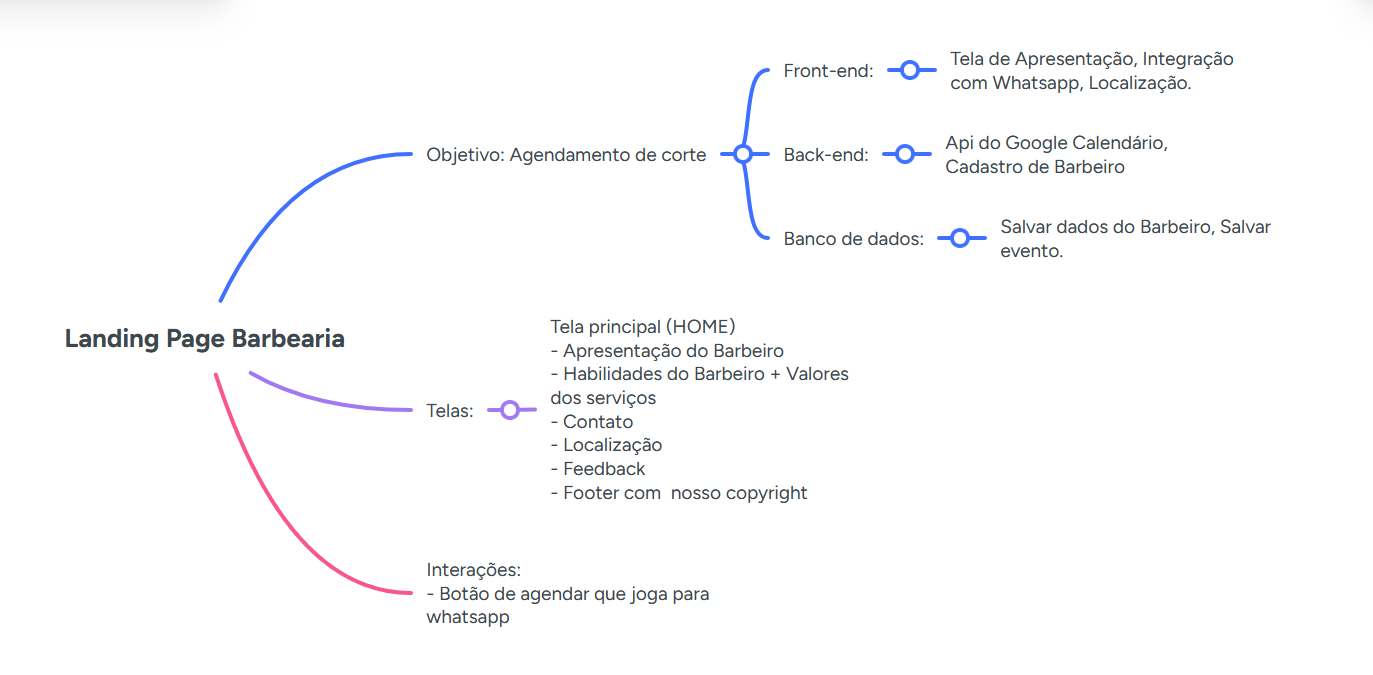 Landing Page Barbearia
Objetivo: Agendamento de corte
Front-end:
Tela de Apresentação, Integração
com Whatsapp, Localização.
Back-end:
Api do Google Calendário,
Cadastro de Barbeiro
Banco de dados:
Salvar dados do Barbeiro, Salvar
evento.
Telas:
Tela principal (HOME)
- Apresentação do Barbeiro
- Habilidades do Barbeiro + Valores
dos serviços
- Contato
- Localização
- Feedback
- Footer com  nosso copyright
Interações:
- Botão de agendar que joga para
whatsapp